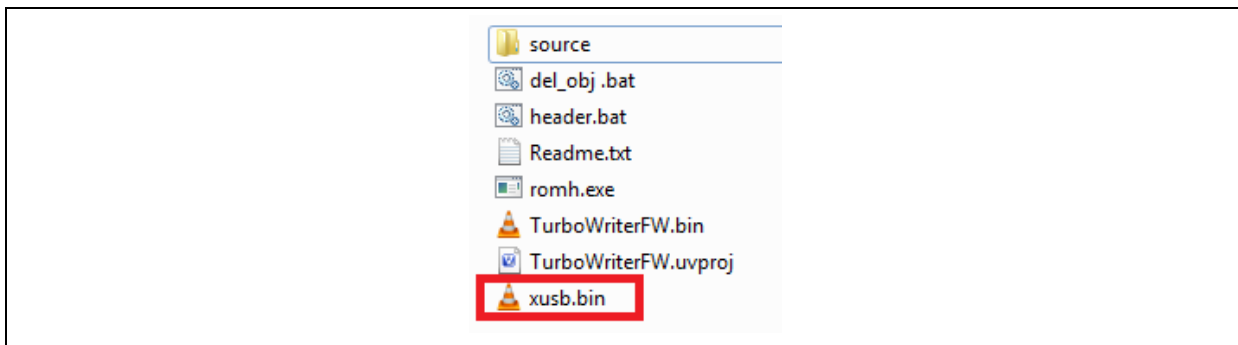 source
del_obj .bat
header.bat
Readme.txt
romh.exe
TurboWriterFW.bin
TurboWriterFW.uvproj
xusb.bin